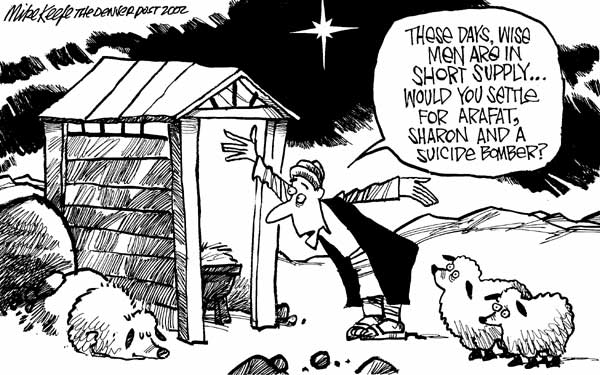 Mike Keefe THE DENVER POST 2002
THESE DAYS, WISE
MEN ARE IN
SHORT SUPPLY...
WOULD YOU SETTLE
FOR ARAFAT,
SHARON AND A
SUICIDE BOMBER?